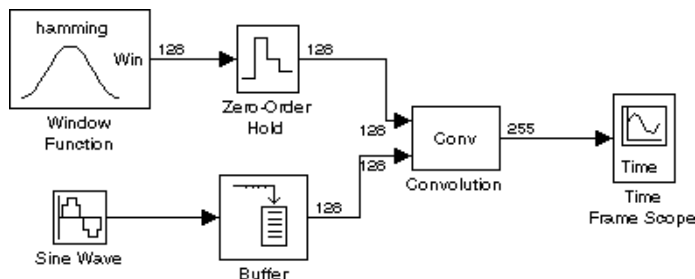 hamming
Win
128
Window
Function
Zero-Order
Hold
128
128
Conv
Convolution
255
Time
Time
Frame Scope
Sine Wave
Buffer
128
128